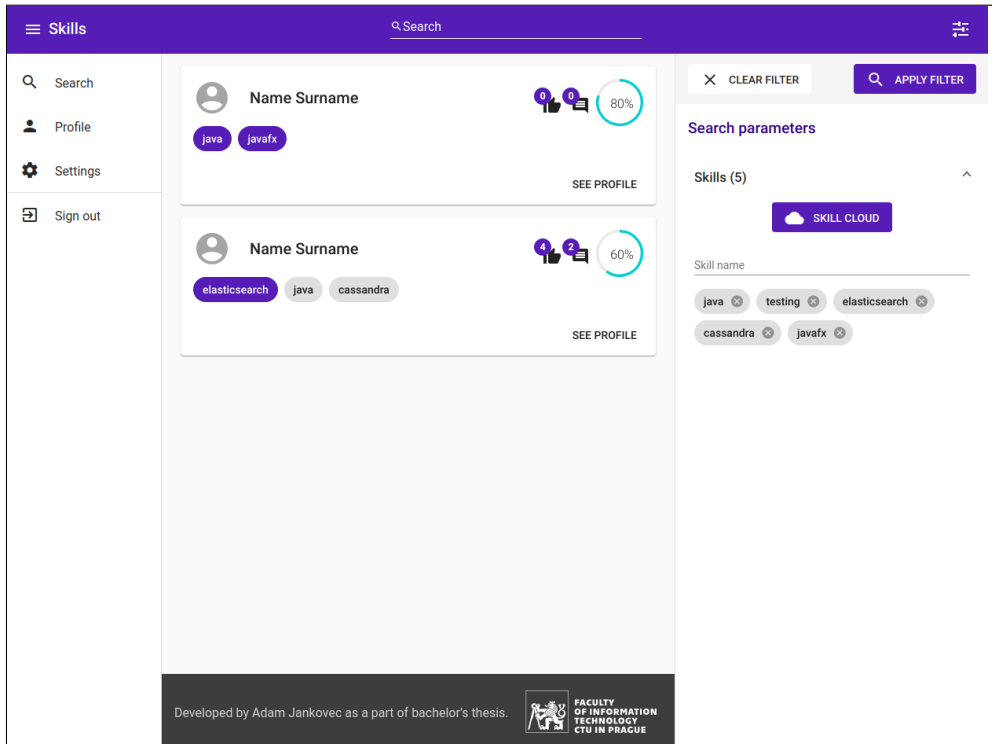 Skills
Search
Search
Profile
Settings
Sign out
Name Surname
0 0 80%
java javafx
SEE PROFILE
Name Surname
4 2 60%
elasticsearch java cassandra
SEE PROFILE
CLEAR FILTER APPLY FILTER
Search parameters
Skills (5)
SKILL CLOUD
Skill name
java testing elasticsearch
cassandra javafx
Developed by Adam Jankovec as a part of bachelor's thesis.
FACULTY
OF INFORMATION
TECHNOLOGY
CTU IN PRAGUE